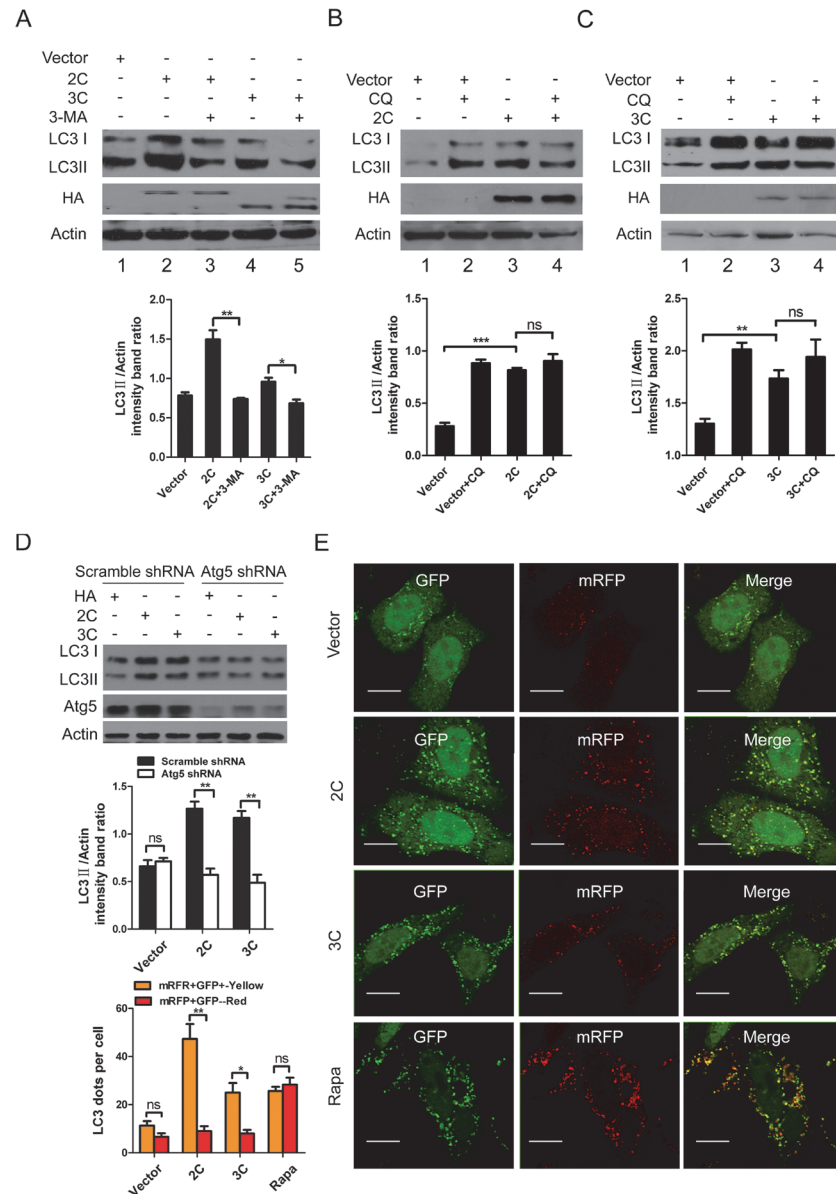 A
Vector + - - - -
2C - + + - -
3C - - - + +
3-MA - - + - +
LC3 I
LC3II
HA
Actin
1 2 3 4 5
LC3 II /Actin
intensity band ratio
2.0
1.5
1.0
0.5
0.0
**
*
Vector
2C
2C+3-MA
3C
3C+3-MA
B
Vector + + - -
CQ - + - +
2C - - + +
LC3 I
LC3II
HA
Actin
1 2 3 4
LC3 II /Actin
intensity band ratio
1.5
1.0
0.5
0.0
***
ns
Vector
Vector+CQ
2C
2C+CQ
C
Vector + + - -
CQ - + - +
3C - - + +
LC3 I
LC3II
HA
Actin
1 2 3 4
LC3 II /Actin
intensity band ratio
2.5
2.0
1.5
1.0
**
ns
Vector
Vector+CQ
3C
3C+CQ
D
Scramble shRNA Atg5 shRNA
HA + - - + - -
2C - + - - + -
3C - - + - - +
LC3 I
LC3II
Atg5
Actin
Scramble shRNA
Atg5 shRNA
LC3 II /Actin
intensity band ratio
1.5
1.0
0.5
0.0
ns
**
**
Vector
2C
3C
mRFR+GFP+-Yellow
mRFP+GFP--Red
LC3 dots per cell
60
40
20
0
ns
**
*
ns
Vector
2C
3C
Rapa
E
Vector
GFP mRFP Merge
2C
GFP mRFP Merge
3C
GFP mRFP Merge
Rapa
GFP mRFP Merge